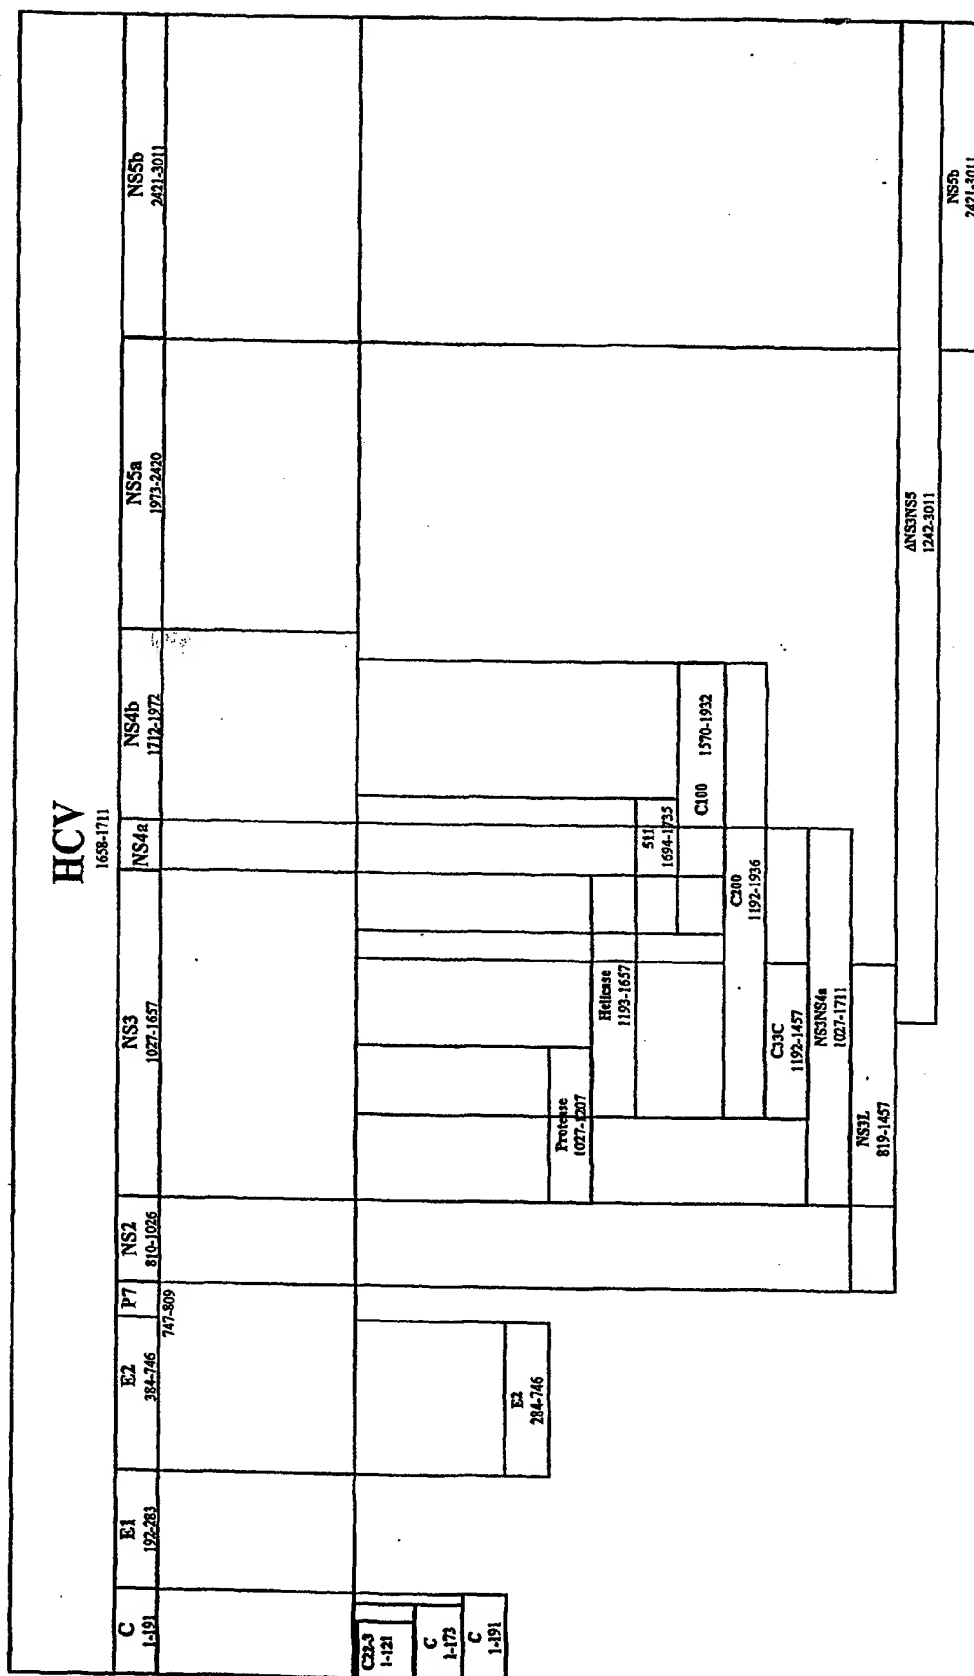 HCV
1658-1711
C
1-191
E1
192-283
E2
384-746
P7
747-809
NS2
810-1026
NS3
1027-1657
NS4a
NS4b
1712-1972
NS5a
1973-2420
NS5b
2421-3011
C22-3
1-121
C
1-173
C
1-191
E2
284-746
Protease
1027-1207
Helicase
1193-1657
511
1694-1735
C100
1570-1932
C200
1192-1936
C33C
1192-1457
NS3NS4a
1027-1711
NS3L
819-1457
ΔNS3NS5
1242-3011
NS5b
2421-3011